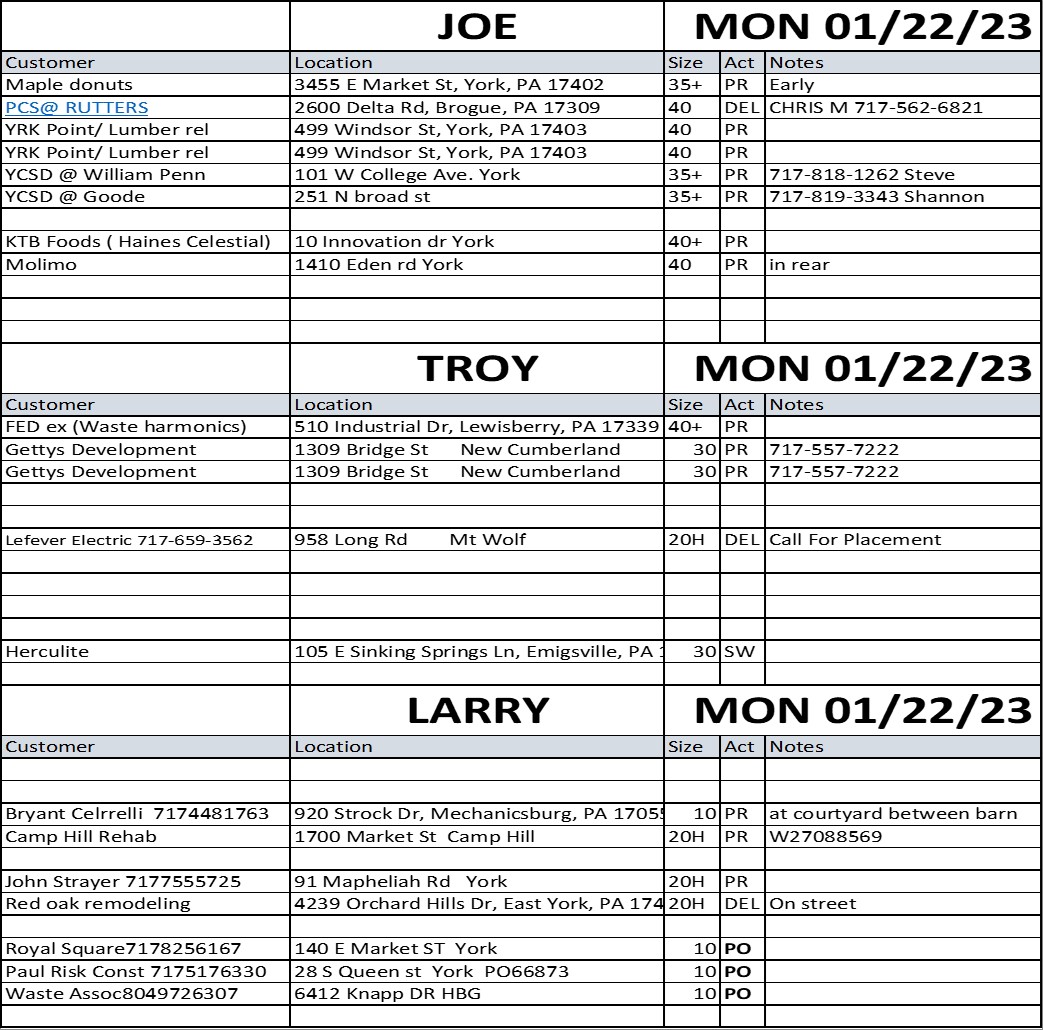 JOE MON 01/22/23
Customer Location Size Act Notes
Maple donuts 3455 E Market St, York, PA 17402 35+ PR Early
PCS@ RUTTERS 2600 Delta Rd, Brogue, PA 17309 40 DEL CHRIS M 717-562-6821
YRK Point/ Lumber rel 499 Windsor St, York, PA 17403 40 PR
YRK Point/ Lumber rel 499 Windsor St, York, PA 17403 40 PR
YCSD @ William Penn 101 W College Ave. York 35+ PR 717-818-1262 Steve
YCSD @ Goode 251 N broad st 35+ PR 717-819-3343 Shannon
KTB Foods ( Haines Celestial) 10 Innovation dr York 40+ PR
Molimo 1410 Eden rd York 40 PR in rear
TROY MON 01/22/23
Customer Location Size Act Notes
FED ex (Waste harmonics) 510 Industrial Dr, Lewisberry, PA 17339 40+ PR
Gettys Development 1309 Bridge St New Cumberland 30 PR 717-557-7222
Gettys Development 1309 Bridge St New Cumberland 30 PR 717-557-7222
Lefever Electric 717-659-3562 958 Long Rd Mt Wolf 20H DEL Call For Placement
Herculite 105 E Sinking Springs Ln, Emigsville, PA 30 SW
LARRY MON 01/22/23
Customer Location Size Act Notes
Bryant Celrrelli 7174481763 920 Strock Dr, Mechanicsburg, PA 17055 10 PR at courtyard between barn
Camp Hill Rehab 1700 Market St Camp Hill 20H PR W27088569
John Strayer 7177555725 91 Mapheliah Rd York 20H PR
Red oak remodeling 4239 Orchard Hills Dr, East York, PA 174 20H DEL On street
Royal Square7178256167 140 E Market ST York 10 PO
Paul Risk Const 7175176330 28 S Queen st York PO66873 10 PO
Waste Assoc8049726307 6412 Knapp DR HBG 10 PO